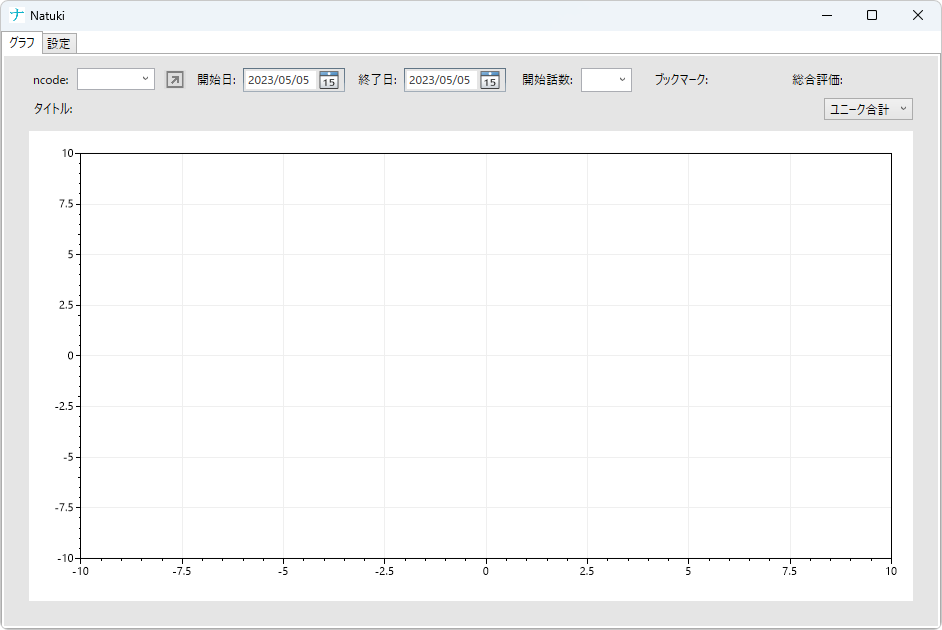 Natuki
グラフ 設定
ncode: 開始日: 2023/05/05 15 終了日: 2023/05/05 15 開始話数: ブックマーク: 総合評価:
タイトル: ユニーク合計
10
7.5
5
2.5
0
-2.5
-5
-7.5
-10
-10 -7.5 -5 -2.5 0 2.5 5 7.5 10